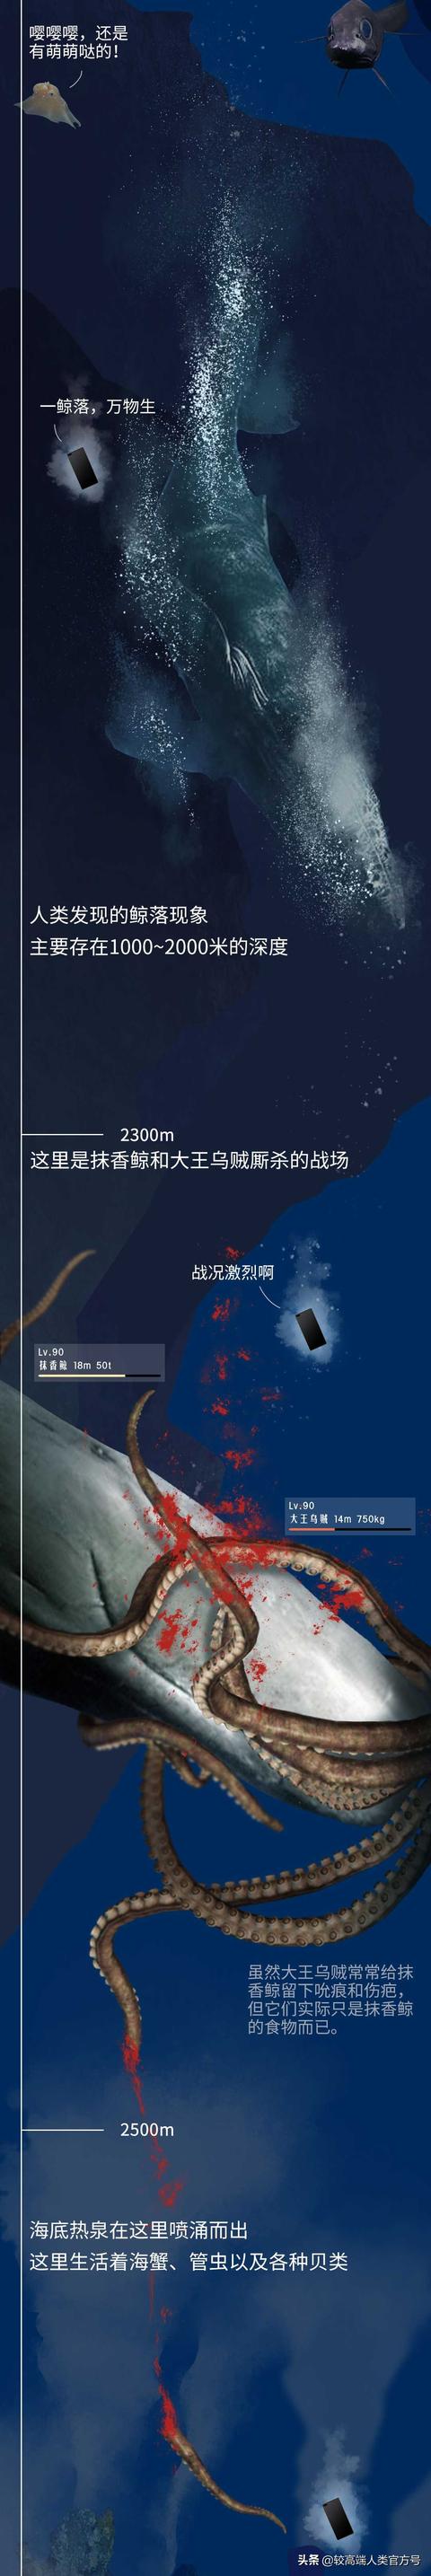 嘤嘤嘤，还是
有萌萌哒的！
一鲸落，万物生
人类发现的鲸落现象
主要存在1000~2000米的深度
2300m
这里是抹香鲸和大王乌贼厮杀的战场
战况激烈啊
Lv.90
抹香鲸 18m 50t
Lv.90
大王乌贼 14m 750kg
虽然大王乌贼常常给抹
香鲸留下吮痕和伤疤，
但它们实际只是抹香鲸
的食物而已。
2500m
海底热泉在这里喷涌而出
这里生活着海蟹、管虫以及各种贝类
头条 @较高端人类官方号